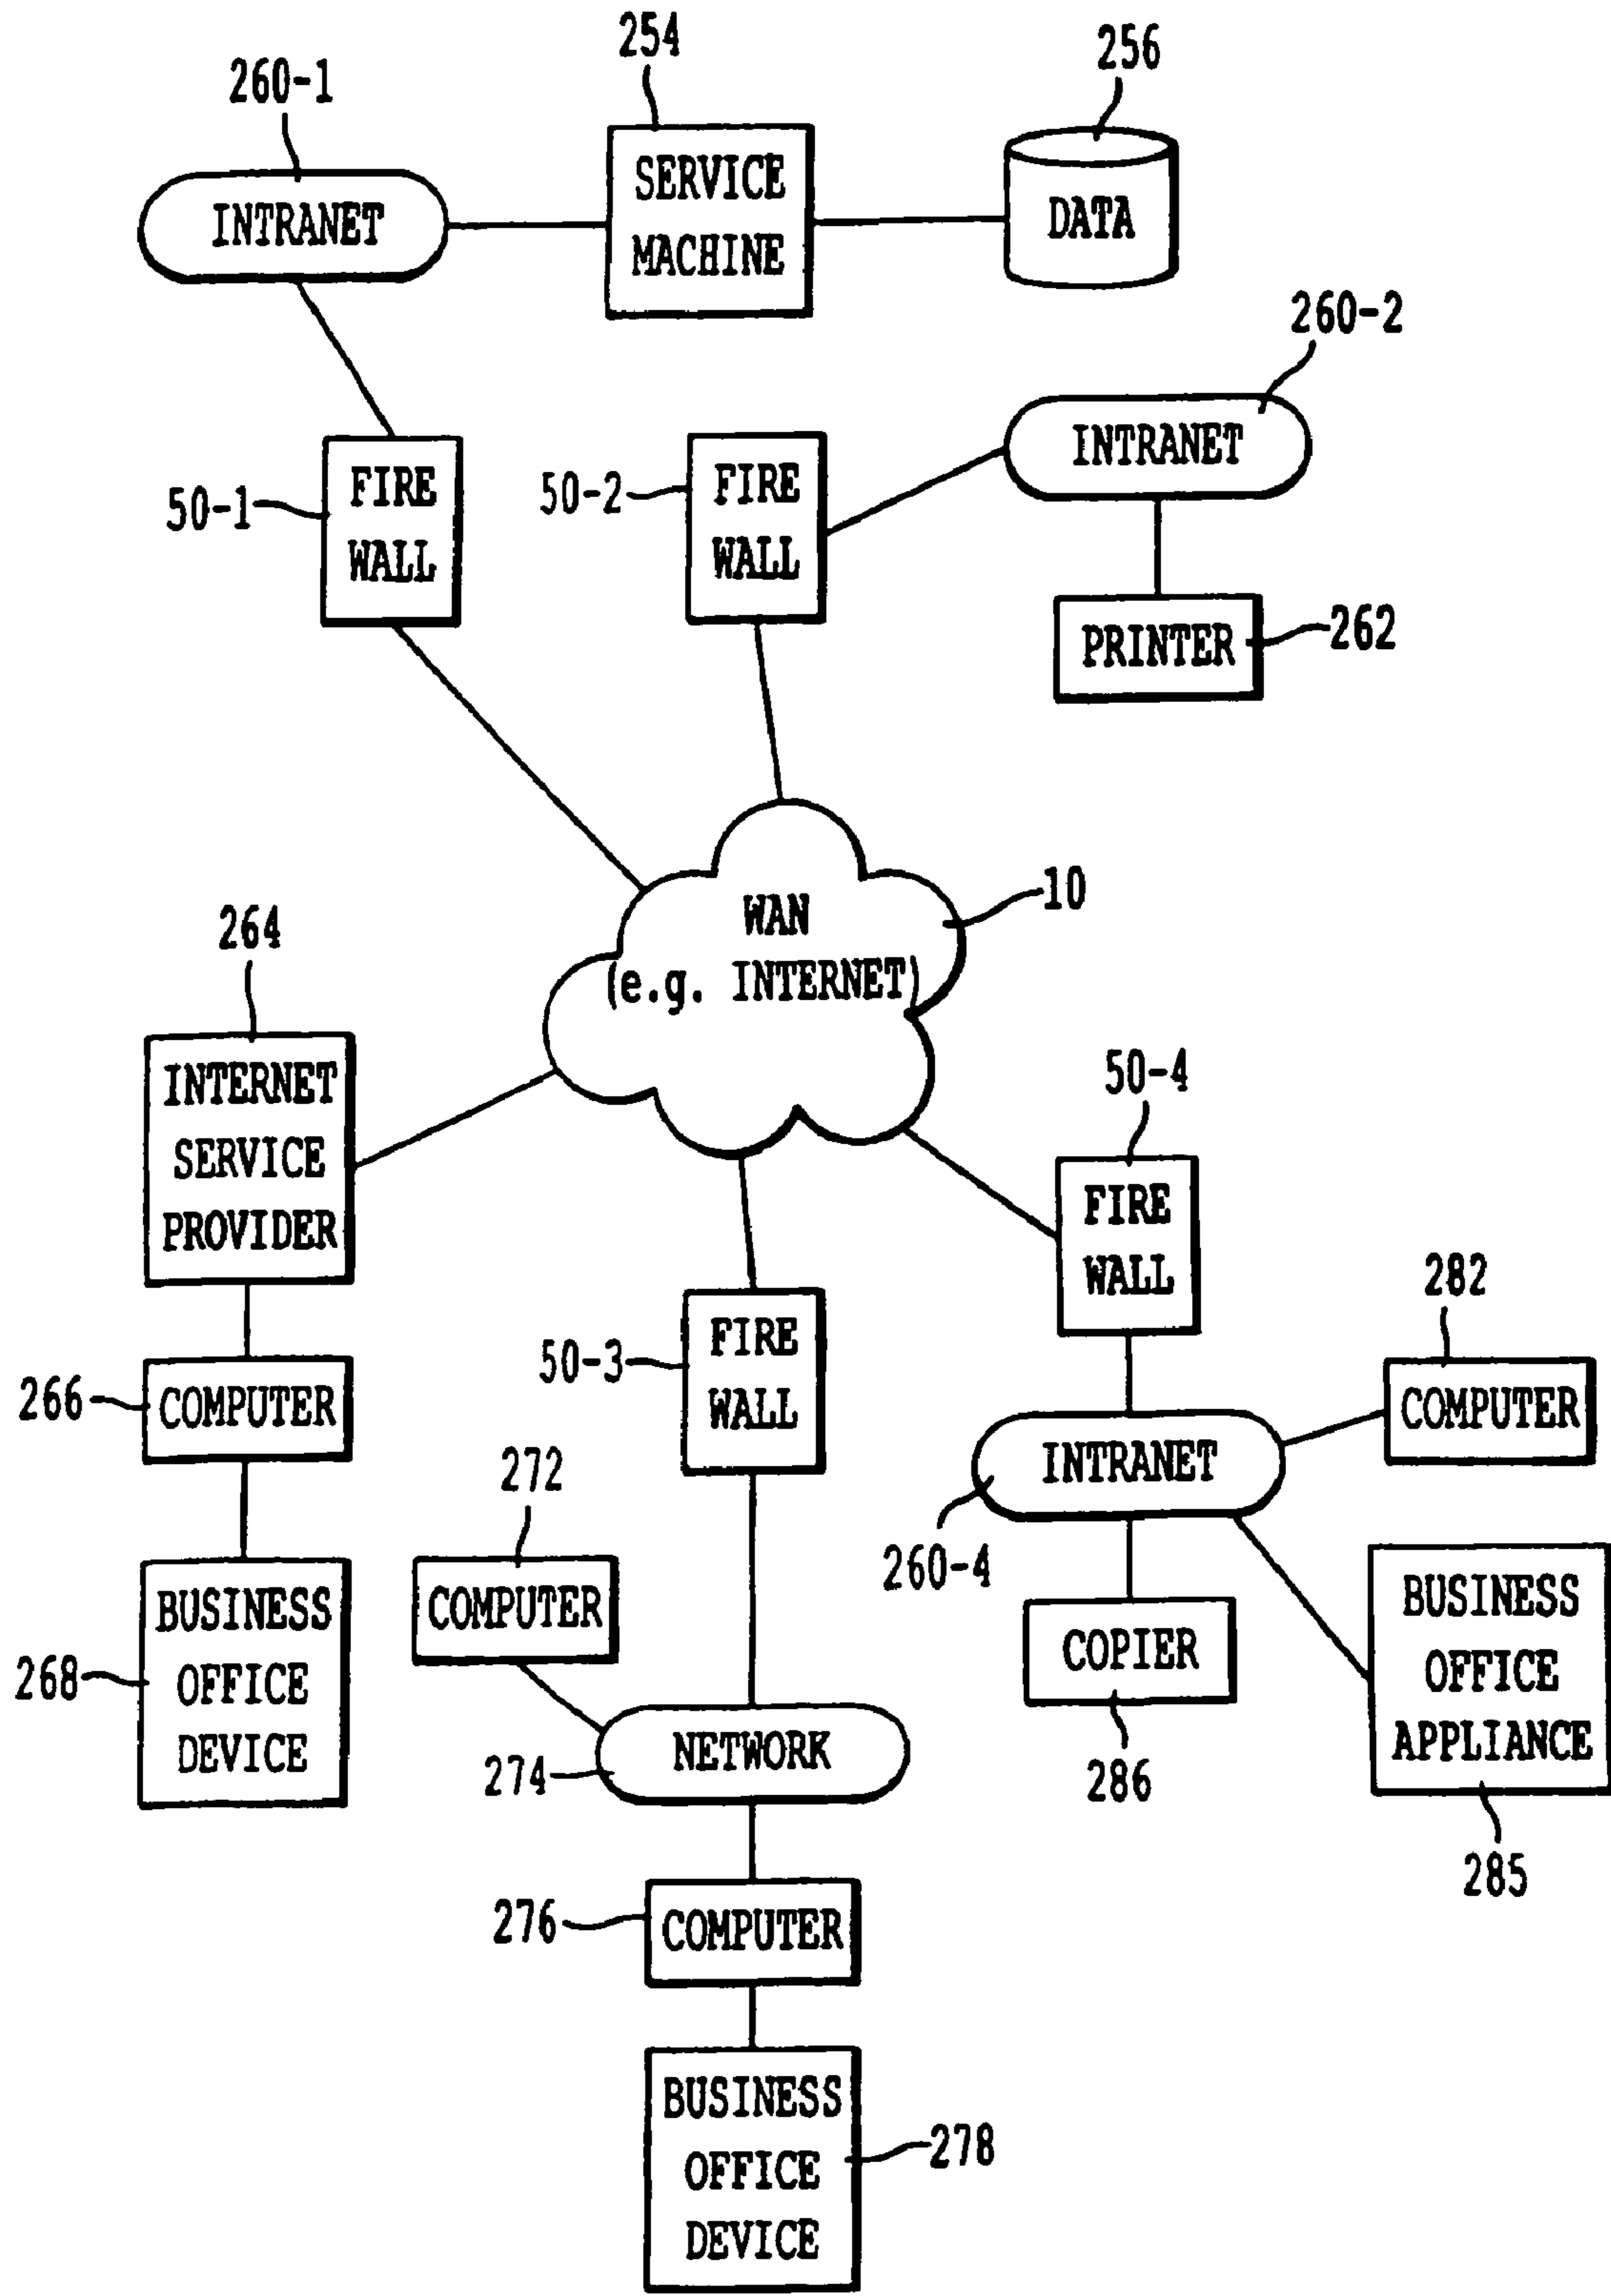 254
256
260-1
SERVICE
MACHINE
DATA
INTRANET
260-2
INTRANET
50-1
FIRE
WALL
50-2
FIRE
WALL
PRINTER
262
10
WAN
(e.g. INTERNET)
264
INTERNET
SERVICE
PROVIDER
50-4
FIRE
WALL
282
COMPUTER
266
COMPUTER
50-3
FIRE
WALL
INTRANET
260-4
272
COMPUTER
268
BUSINESS
OFFICE
DEVICE
COPIER
286
BUSINESS
OFFICE
APPLIANCE
285
274
NETWORK
276
COMPUTER
BUSINESS
OFFICE
DEVICE
278